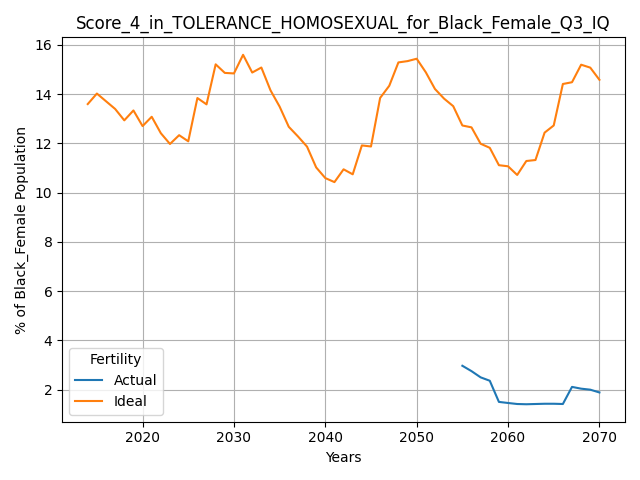 Score_4_in_TOLERANCE_HOMOSEXUAL_for_Black_Female_Q3_IQ
% of Black_Female Population
16
14
12
10
8
6
4
2
Fertility
Actual
Ideal
2020 2030 2040 2050 2060 2070
Years